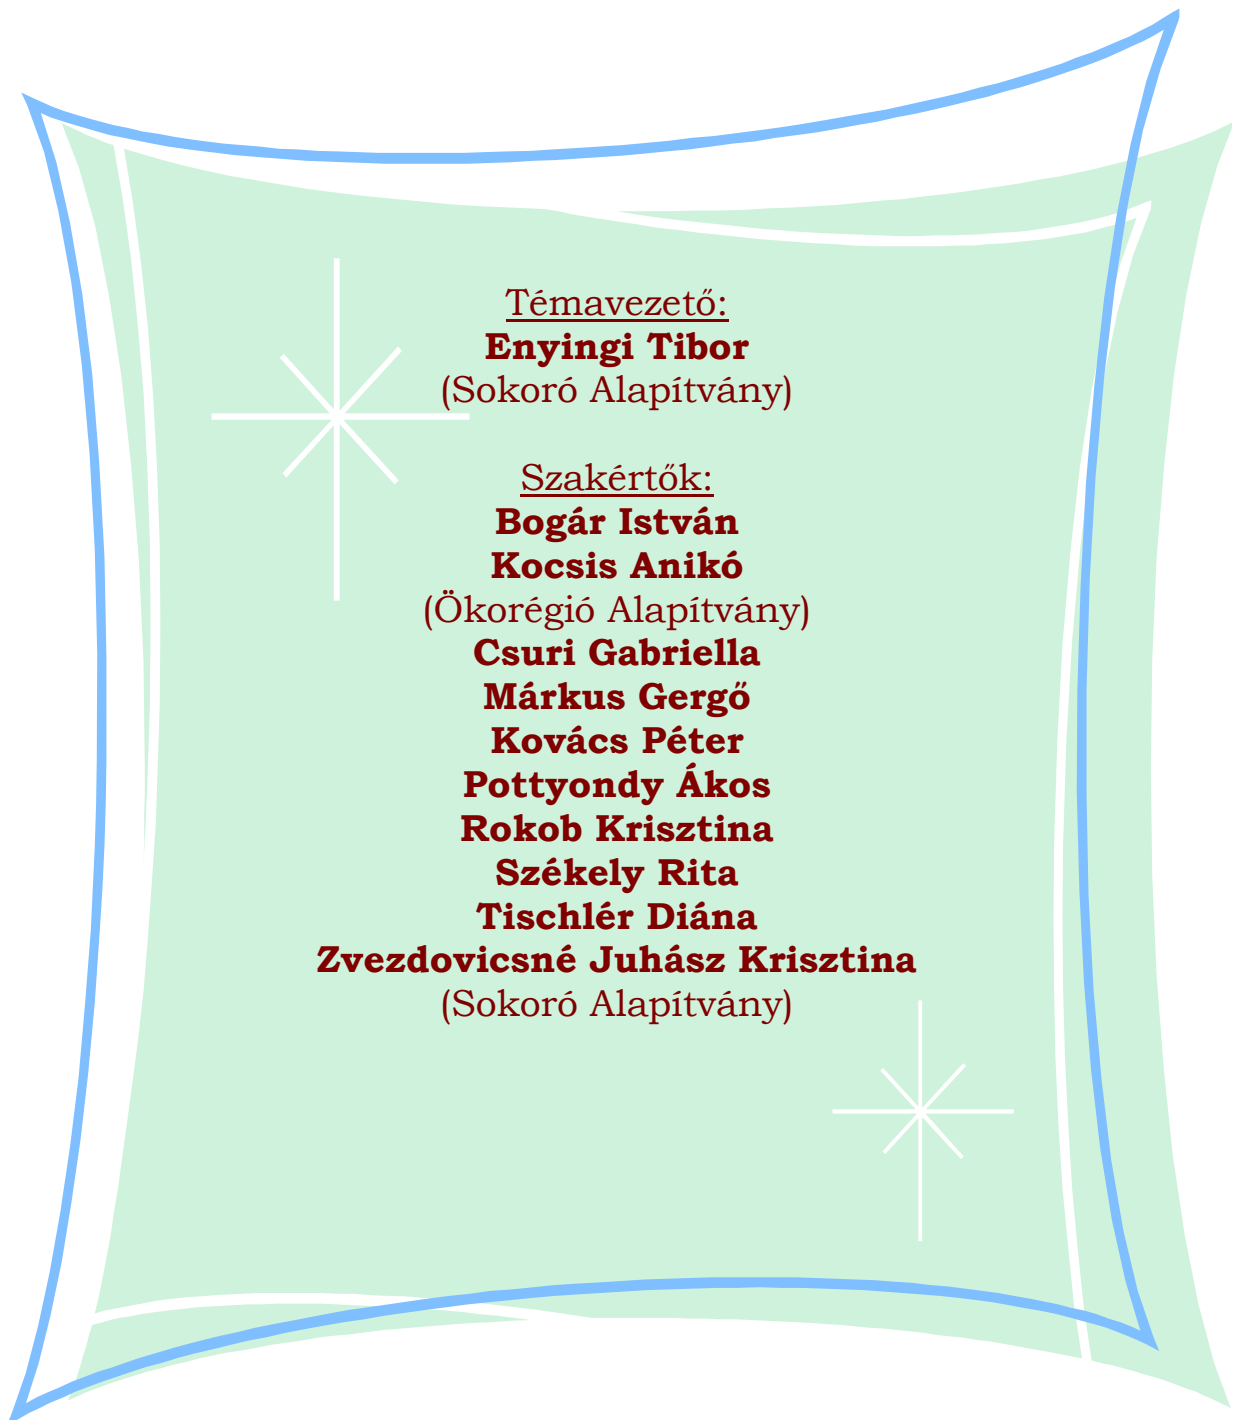 Témavezető:
Enyingi Tibor
(Sokoró Alapítvány)
Szakértők:
Bogár István
Kocsis Anikó
(Ökorégió Alapítvány)
Csuri Gabriella
Márkus Gergő
Kovács Péter
Pottyondy Ákos
Rokob Krisztina
Székely Rita
Tischlér Diána
Zvezdovicsné Juhász Krisztina
(Sokoró Alapítvány)